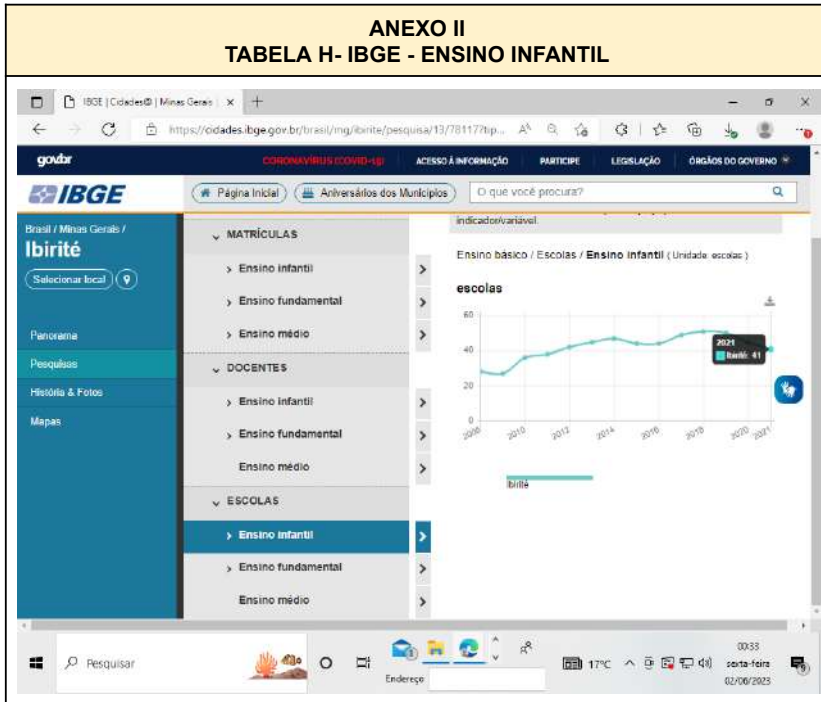 ANEXO II
TABELA H- IBGE - ENSINO INFANTIL
IBGE | Cidades@ | Minas Gerais
https://cidades.ibge.gov.br/brasil/mg/ibirite/pesquisa/13/78117?tip...
govbr
CORONAVÍRUS (COVID-19)
ACESSO À INFORMAÇÃO
PARTICIPE
LEGISLAÇÃO
ÓRGÃOS DO GOVERNO
IBGE
Página Inicial
Aniversários dos Municípios
O que você procura?
Brasil / Minas Gerais /
Ibirité
Selecionar local
Panorama
Pesquisas
História & Fotos
Mapas
MATRÍCULAS
Ensino infantil
Ensino fundamental
Ensino médio
DOCENTES
Ensino infantil
Ensino fundamental
Ensino médio
ESCOLAS
Ensino infantil
Ensino fundamental
Ensino médio
indicador/variável.
Ensino básico / Escolas / Ensino infantil ( Unidade: escolas )
escolas
60
40
20
0
2021
Ibirité: 41
2010
2012
2014
2016
2018
2020
2021
Ibirité
Pesquisar
Endereço
17°C
00:33
sexta-feira
02/06/2023